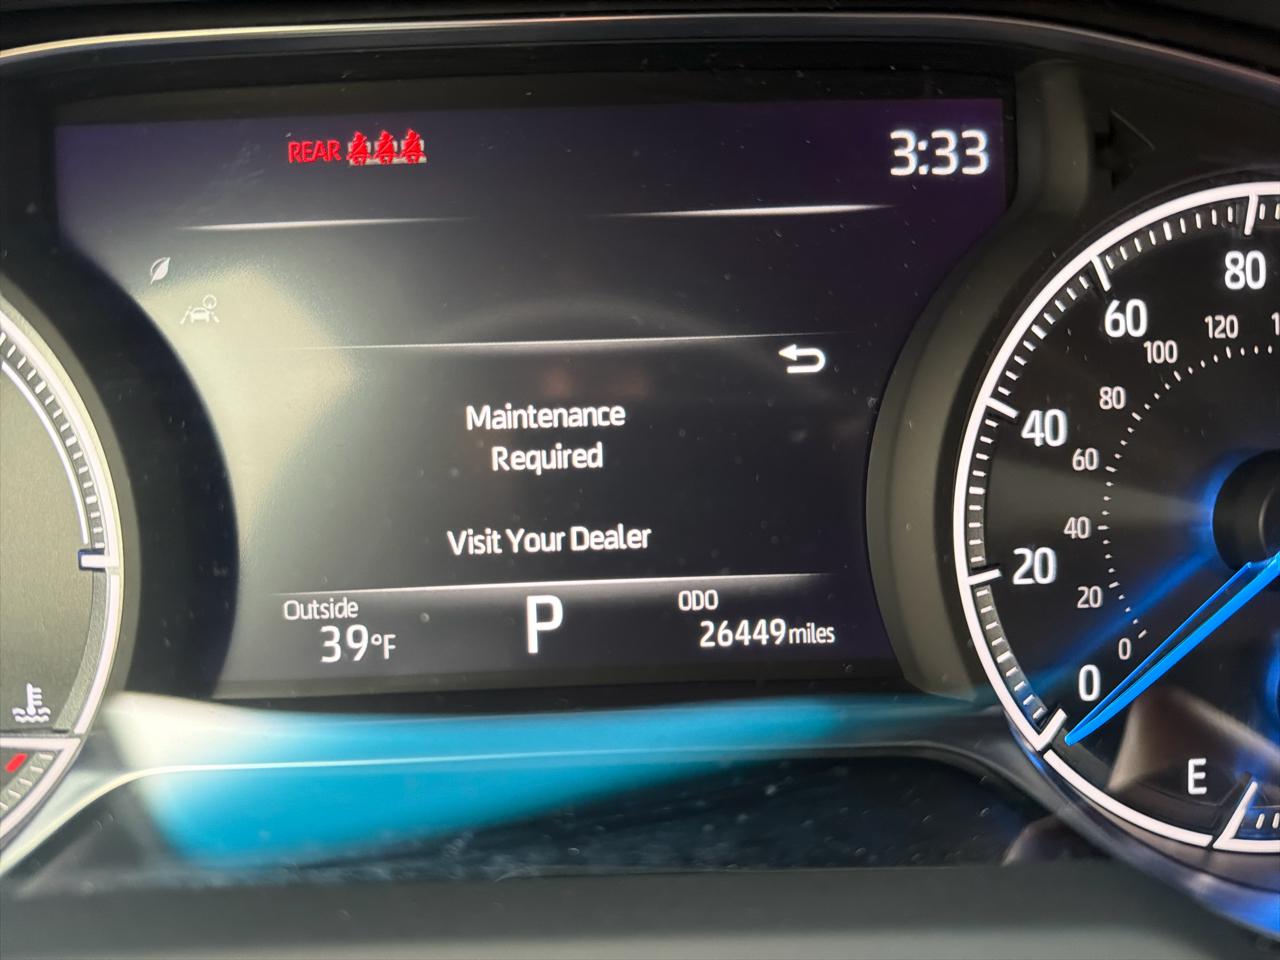 REAR
3:33
Maintenance
Required
Visit Your Dealer
Outside
39°F
P
ODO
26449 miles
80
60
40
20
0
120
100
80
60
40
20
0
E